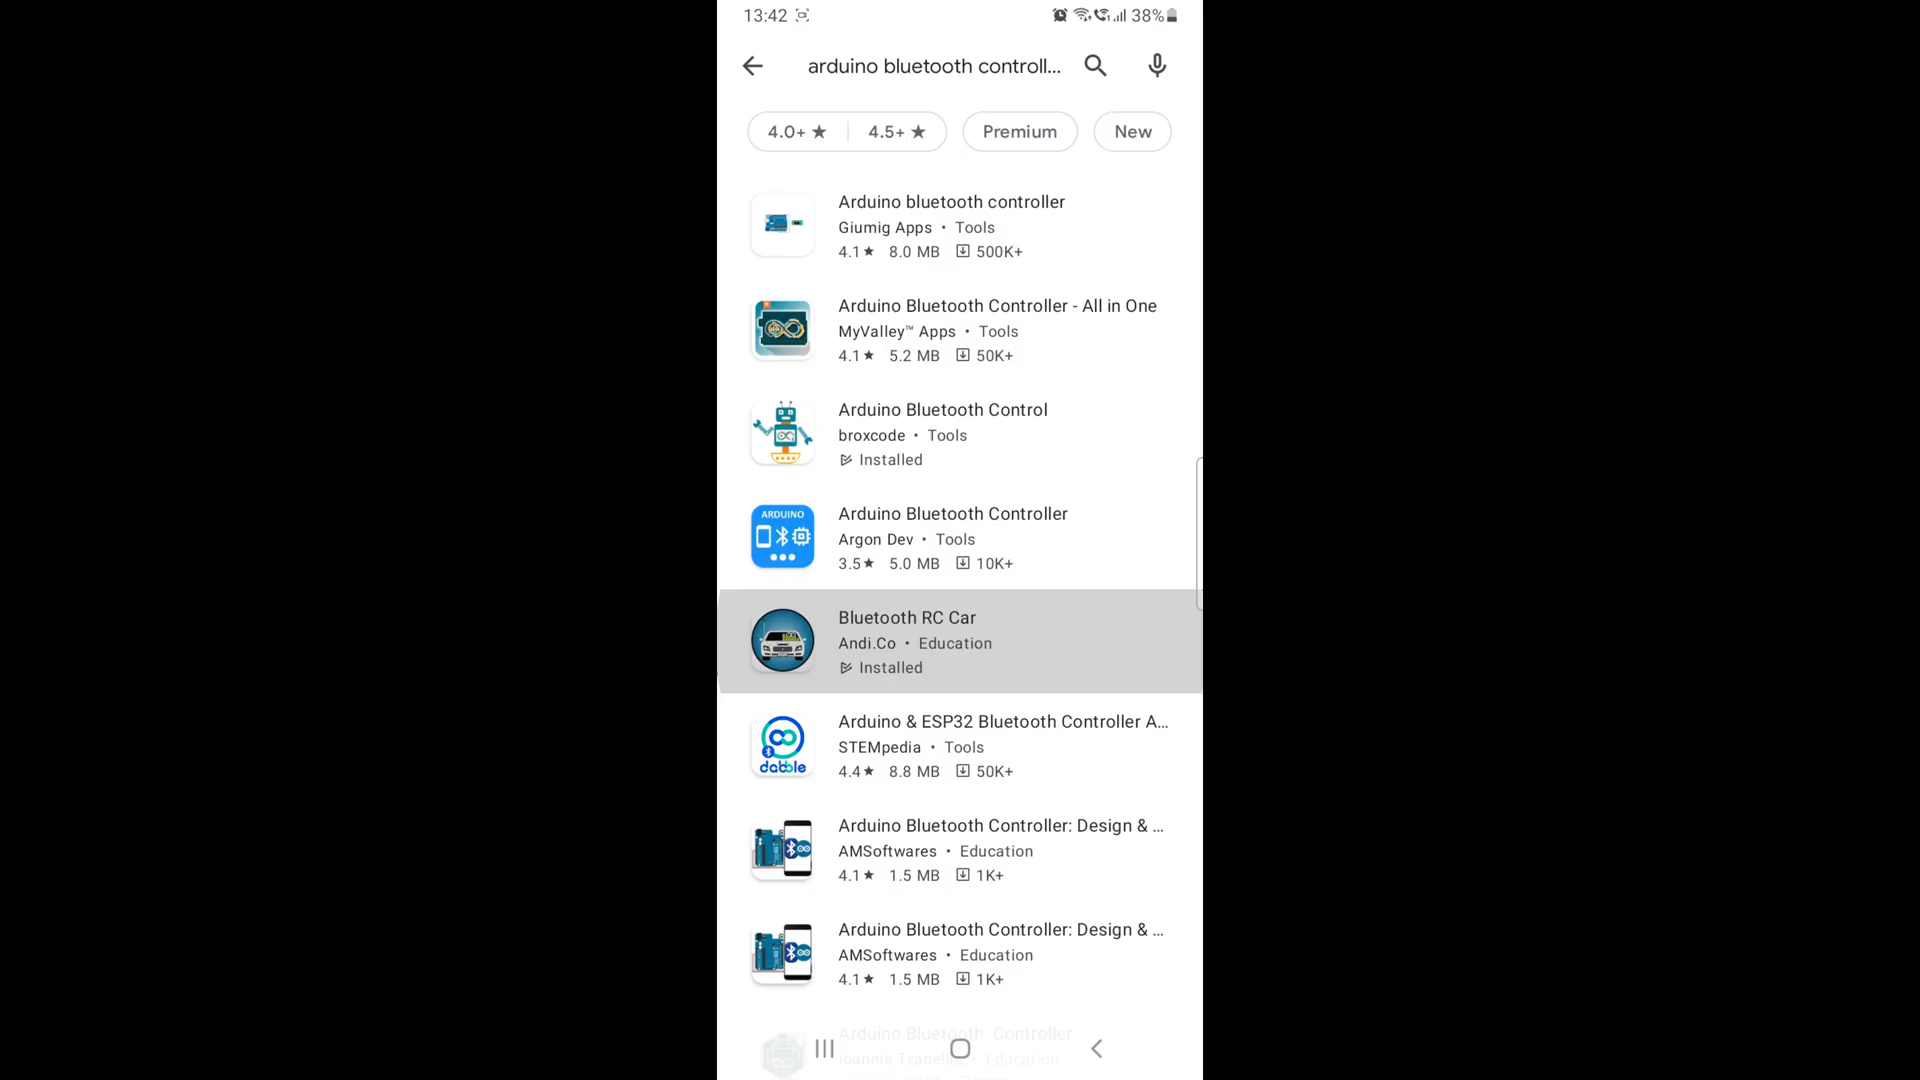 13:42
38%
arduino bluetooth controll...
4.0+ ★ 4.5+ ★ Premium New
Arduino bluetooth controller
Giumig Apps • Tools
4.1★ 8.0 MB 500K+
Arduino Bluetooth Controller - All in One
MyValley™ Apps • Tools
4.1★ 5.2 MB 50K+
Arduino Bluetooth Control
broxcode • Tools
Installed
ARDUINO
Arduino Bluetooth Controller
Argon Dev • Tools
3.5★ 5.0 MB 10K+
Bluetooth RC Car
Andi.Co • Education
Installed
Arduino & ESP32 Bluetooth Controller A...
STEMpedia • Tools
dabble
4.4★ 8.8 MB 50K+
Arduino Bluetooth Controller: Design & ...
AMSoftwares • Education
4.1★ 1.5 MB 1K+
Arduino Bluetooth Controller: Design & ...
AMSoftwares • Education
4.1★ 1.5 MB 1K+
Arduino Bluetooth Controller
Ioannis Tzanellis • Education